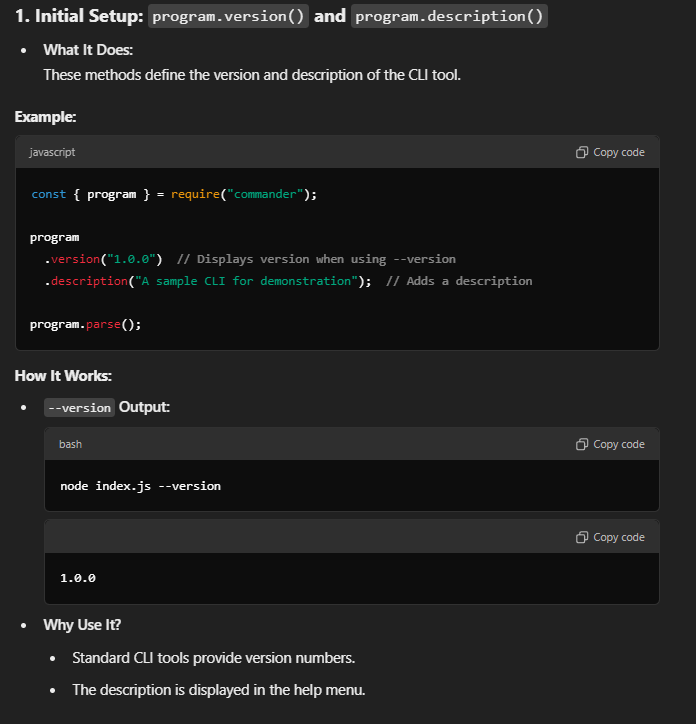 1. Initial Setup: program.version() and program.description()
• What It Does:
These methods define the version and description of the CLI tool.
Example:
javascript Copy code
const { program } = require("commander");
program
.version("1.0.0") // Displays version when using --version
.description("A sample CLI for demonstration"); // Adds a description
program.parse();
How It Works:
• --version Output:
bash Copy code
node index.js --version
Copy code
1.0.0
• Why Use It?
• Standard CLI tools provide version numbers.
• The description is displayed in the help menu.